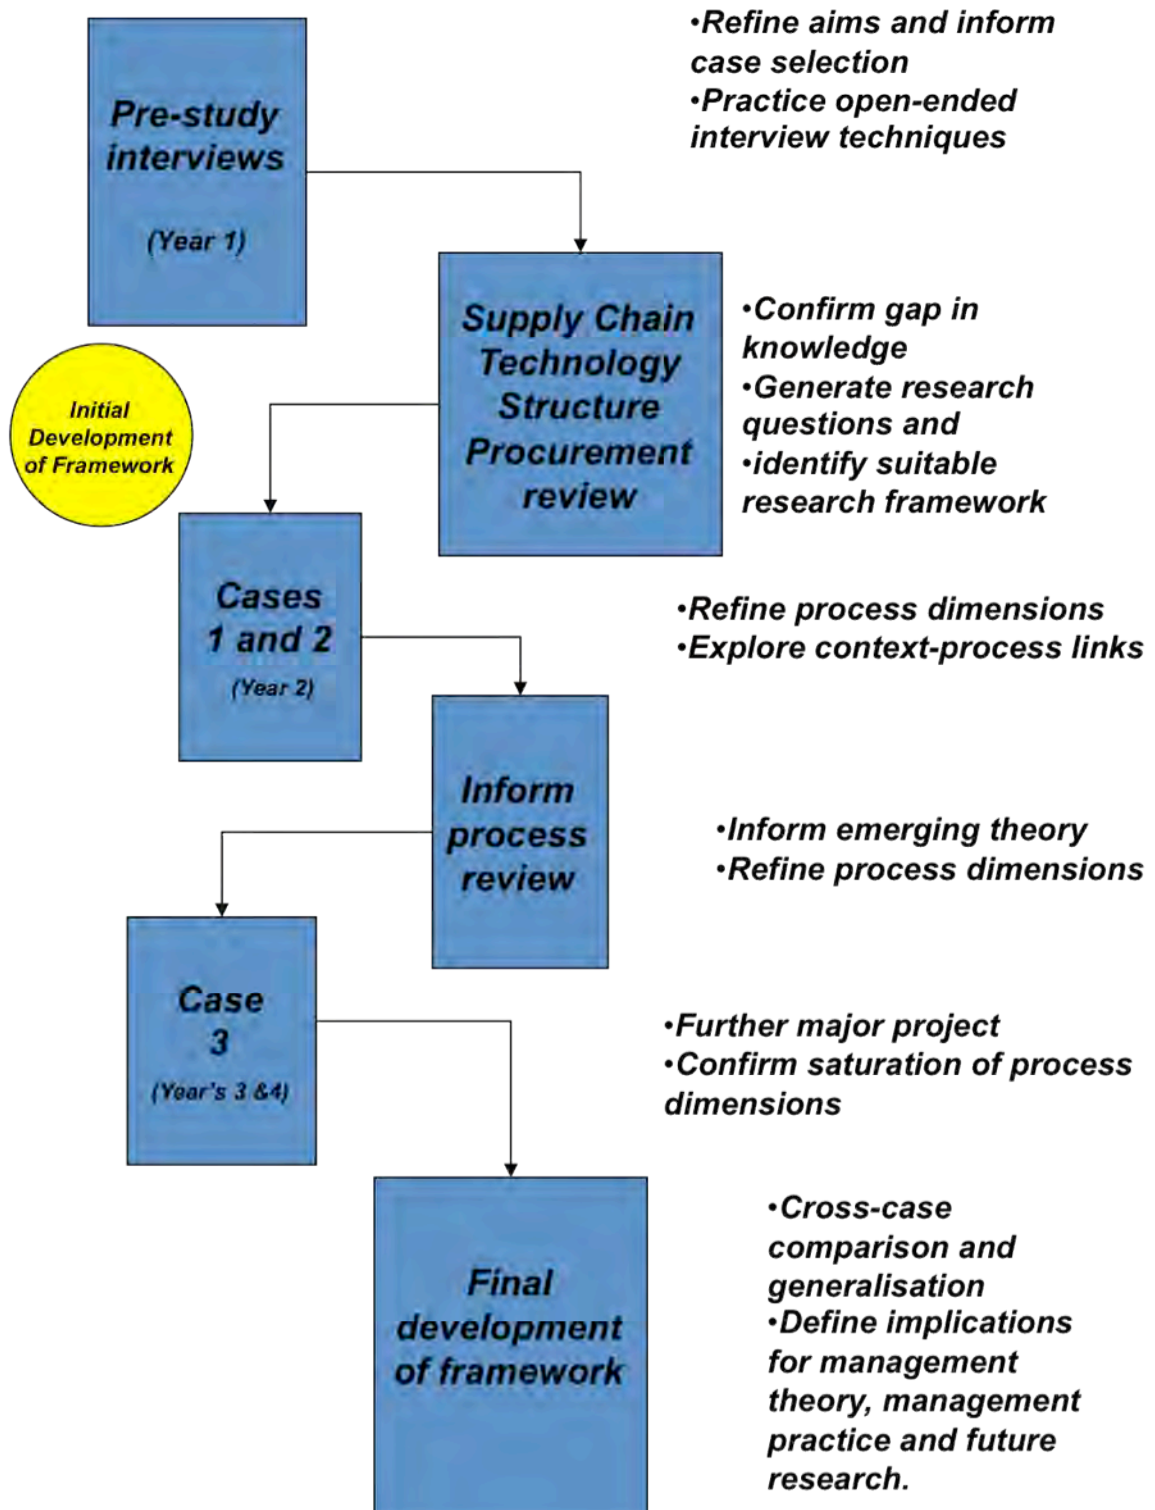 Pre-study
interviews
(Year 1)
•Refine aims and inform
case selection
•Practice open-ended
interview techniques
Supply Chain
Technology
Structure
Procurement
review
•Confirm gap in
knowledge
•Generate research
questions and
•identify suitable
research framework
Initial
Development
of Framework
Cases
1 and 2
(Year 2)
•Refine process dimensions
•Explore context-process links
Inform
process
review
•Inform emerging theory
•Refine process dimensions
Case
3
(Year's 3 &4)
•Further major project
•Confirm saturation of process
dimensions
Final
development
of framework
•Cross-case
comparison and
generalisation
•Define implications
for management
theory, management
practice and future
research.